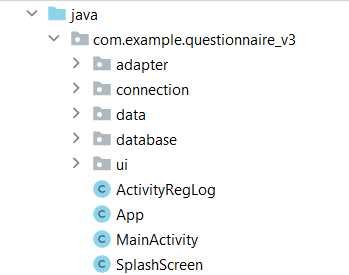 java
com.example.questionnaire_v3
adapter
connection
data
database
ui
C ActivityRegLog
C App
C MainActivity
C SplashScreen